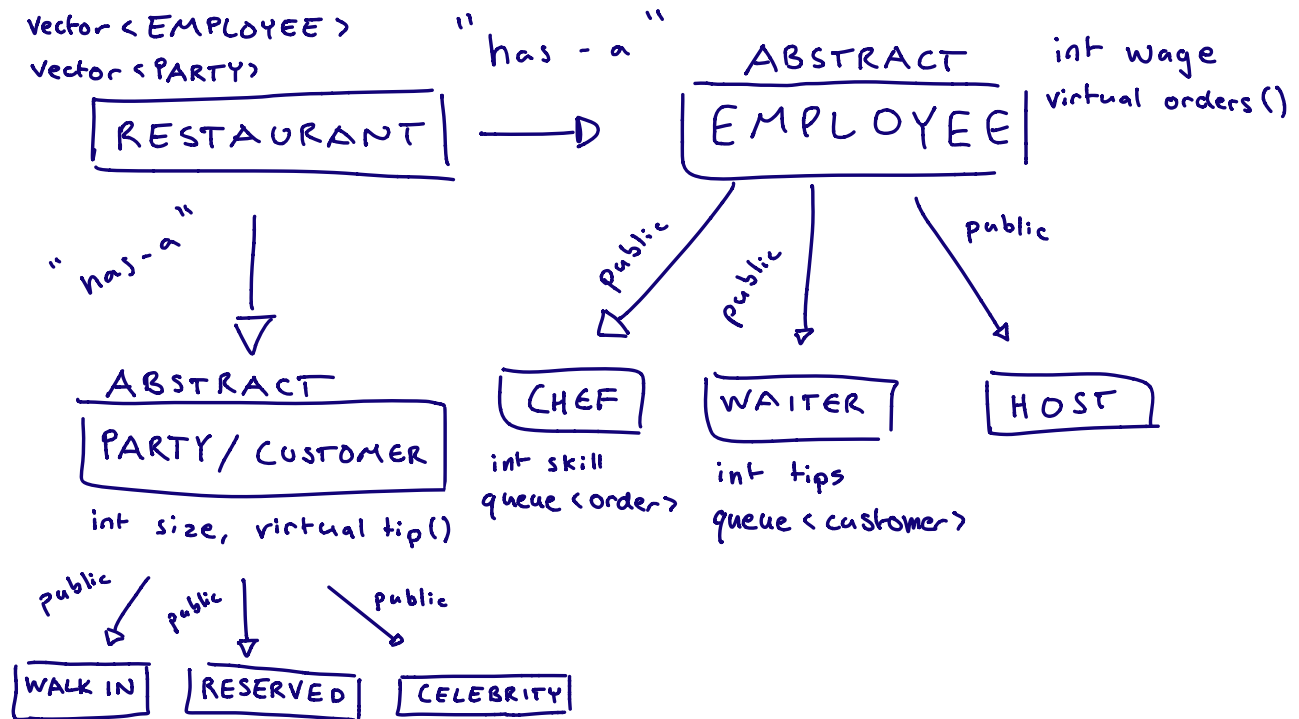 vector<EMPLOYEE>
vector<PARTY>
RESTAURANT
"has-a"
ABSTRACT
EMPLOYEE
int wage
virtual orders()
"has-a"
public
public
public
ABSTRACT
PARTY/CUSTOMER
int size, virtual tip()
CHEF
int skill
queue<order>
WAITER
int tips
queue<customer>
HOST
public
public
public
WALK IN
RESERVED
CELEBRITY